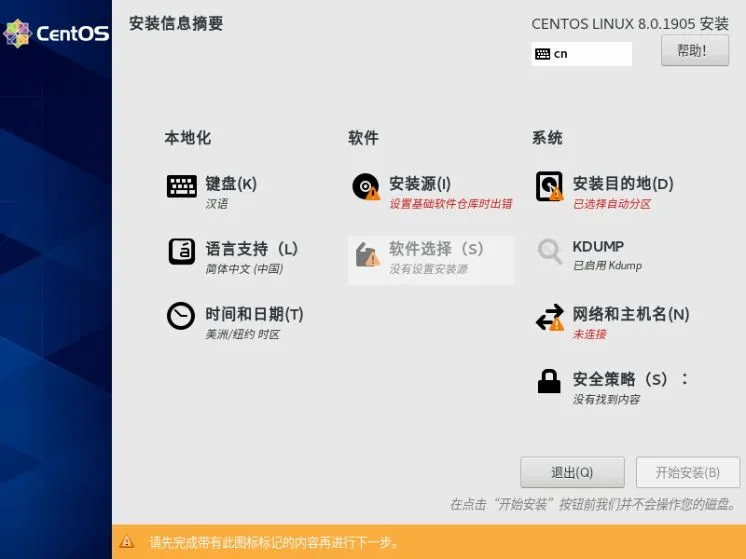 CentOS
安装信息摘要
CENTOS LINUX 8.0.1905 安装
cn
帮助!
本地化
键盘(K)
汉语
语言支持（L）
简体中文 (中国)
时间和日期(T)
美洲/纽约 时区
软件
安装源(I)
设置基础软件仓库时出错
软件选择（S）
没有设置安装源
系统
安装目的地(D)
已选择自动分区
KDUMP
已启用 Kdump
网络和主机名(N)
未连接
安全策略（S）：
没有找到内容
退出(Q)
开始安装(B)
在点击“开始安装”按钮前我们并不会操作您的磁盘。
请先完成带有此图标标记的内容再进行下一步。